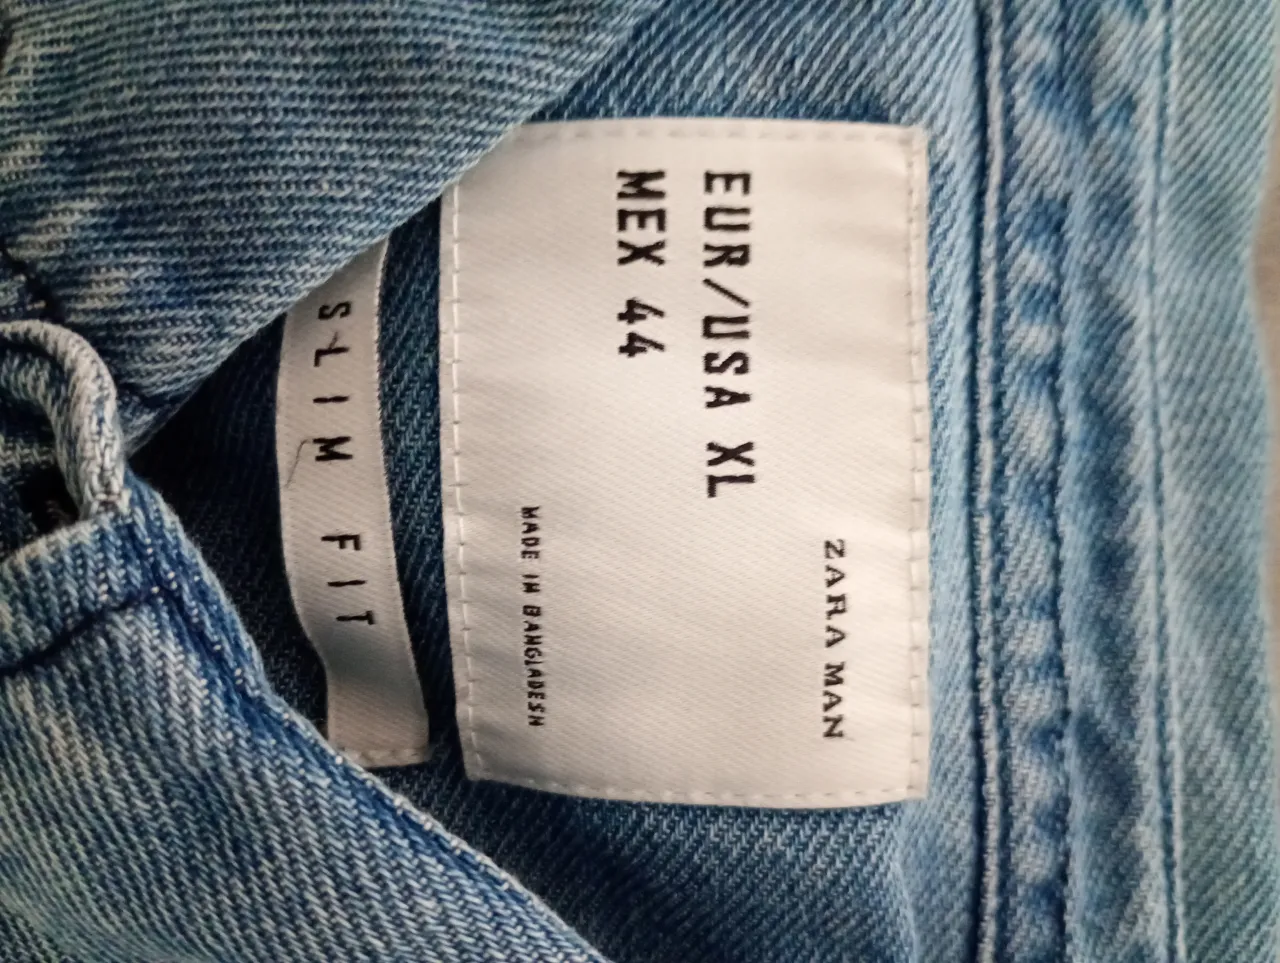 ZARA MAN
EUR/USA XL
MEX 44
MADE IN BANGLADESH
SLIM FIT